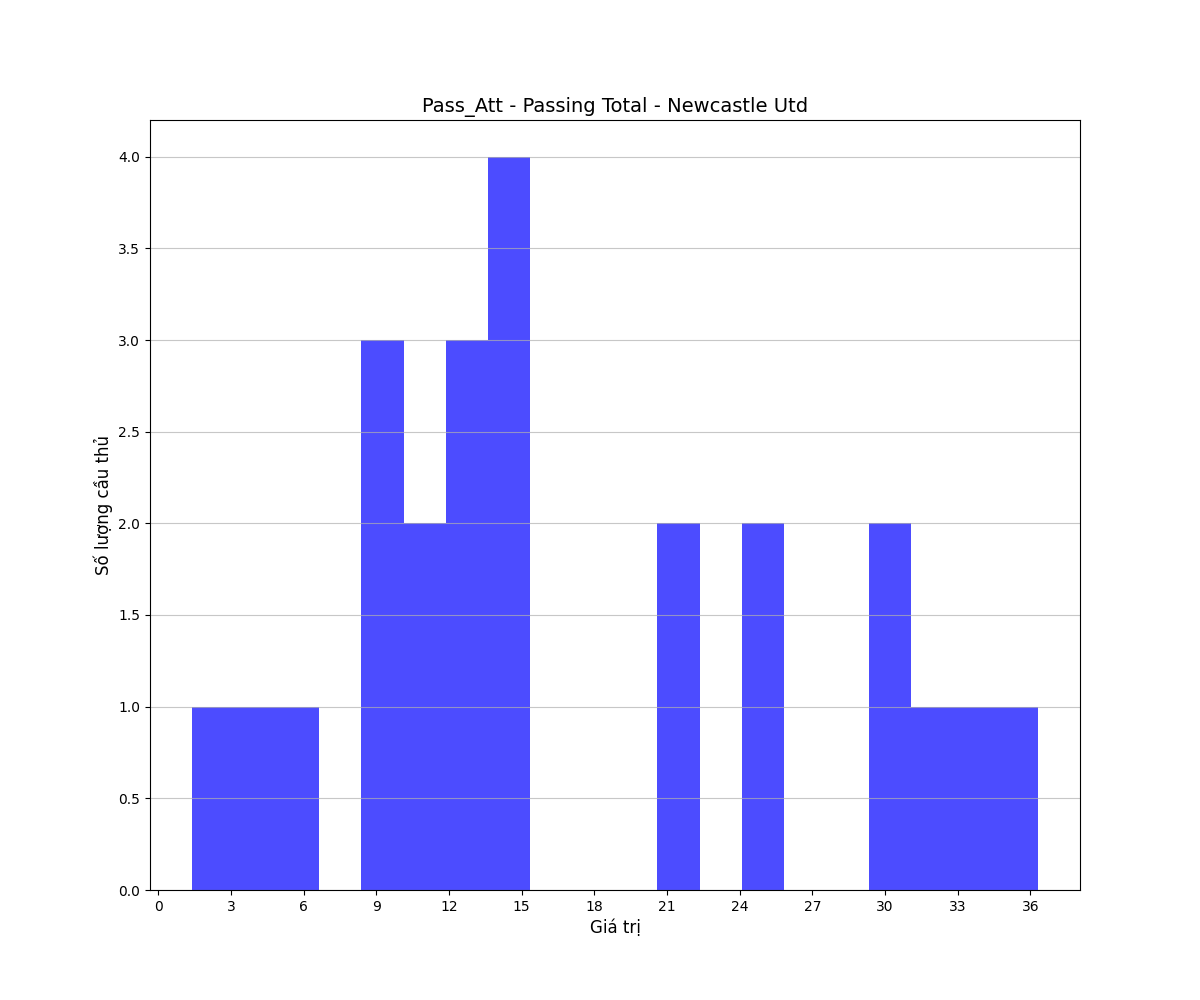 Pass_Att - Passing Total - Newcastle Utd
4.0
3.5
3.0
2.5
2.0
1.5
1.0
0.5
0.0
Số lượng cầu thủ
0 3 6 9 12 15 18 21 24 27 30 33 36
Giá trị